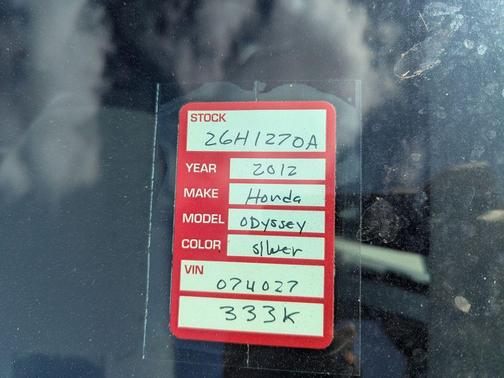 STOCK
26H1270A
YEAR 2012
MAKE Honda
MODEL ODyssey
COLOR silver
VIN
074027
333K